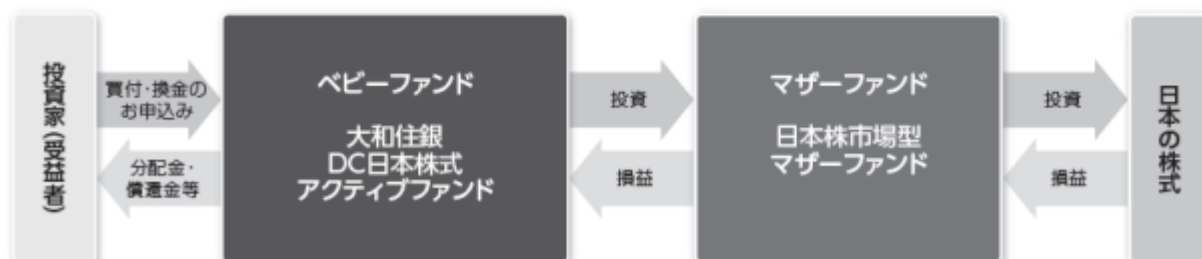 投資家(受益者)
買付・換金の
お申込み
分配金・
償還金等
ベビーファンド
大和住銀
DC日本株式
アクティブファンド
投資
損益
マザーファンド
日本株市場型
マザーファンド
投資
損益
日本の株式